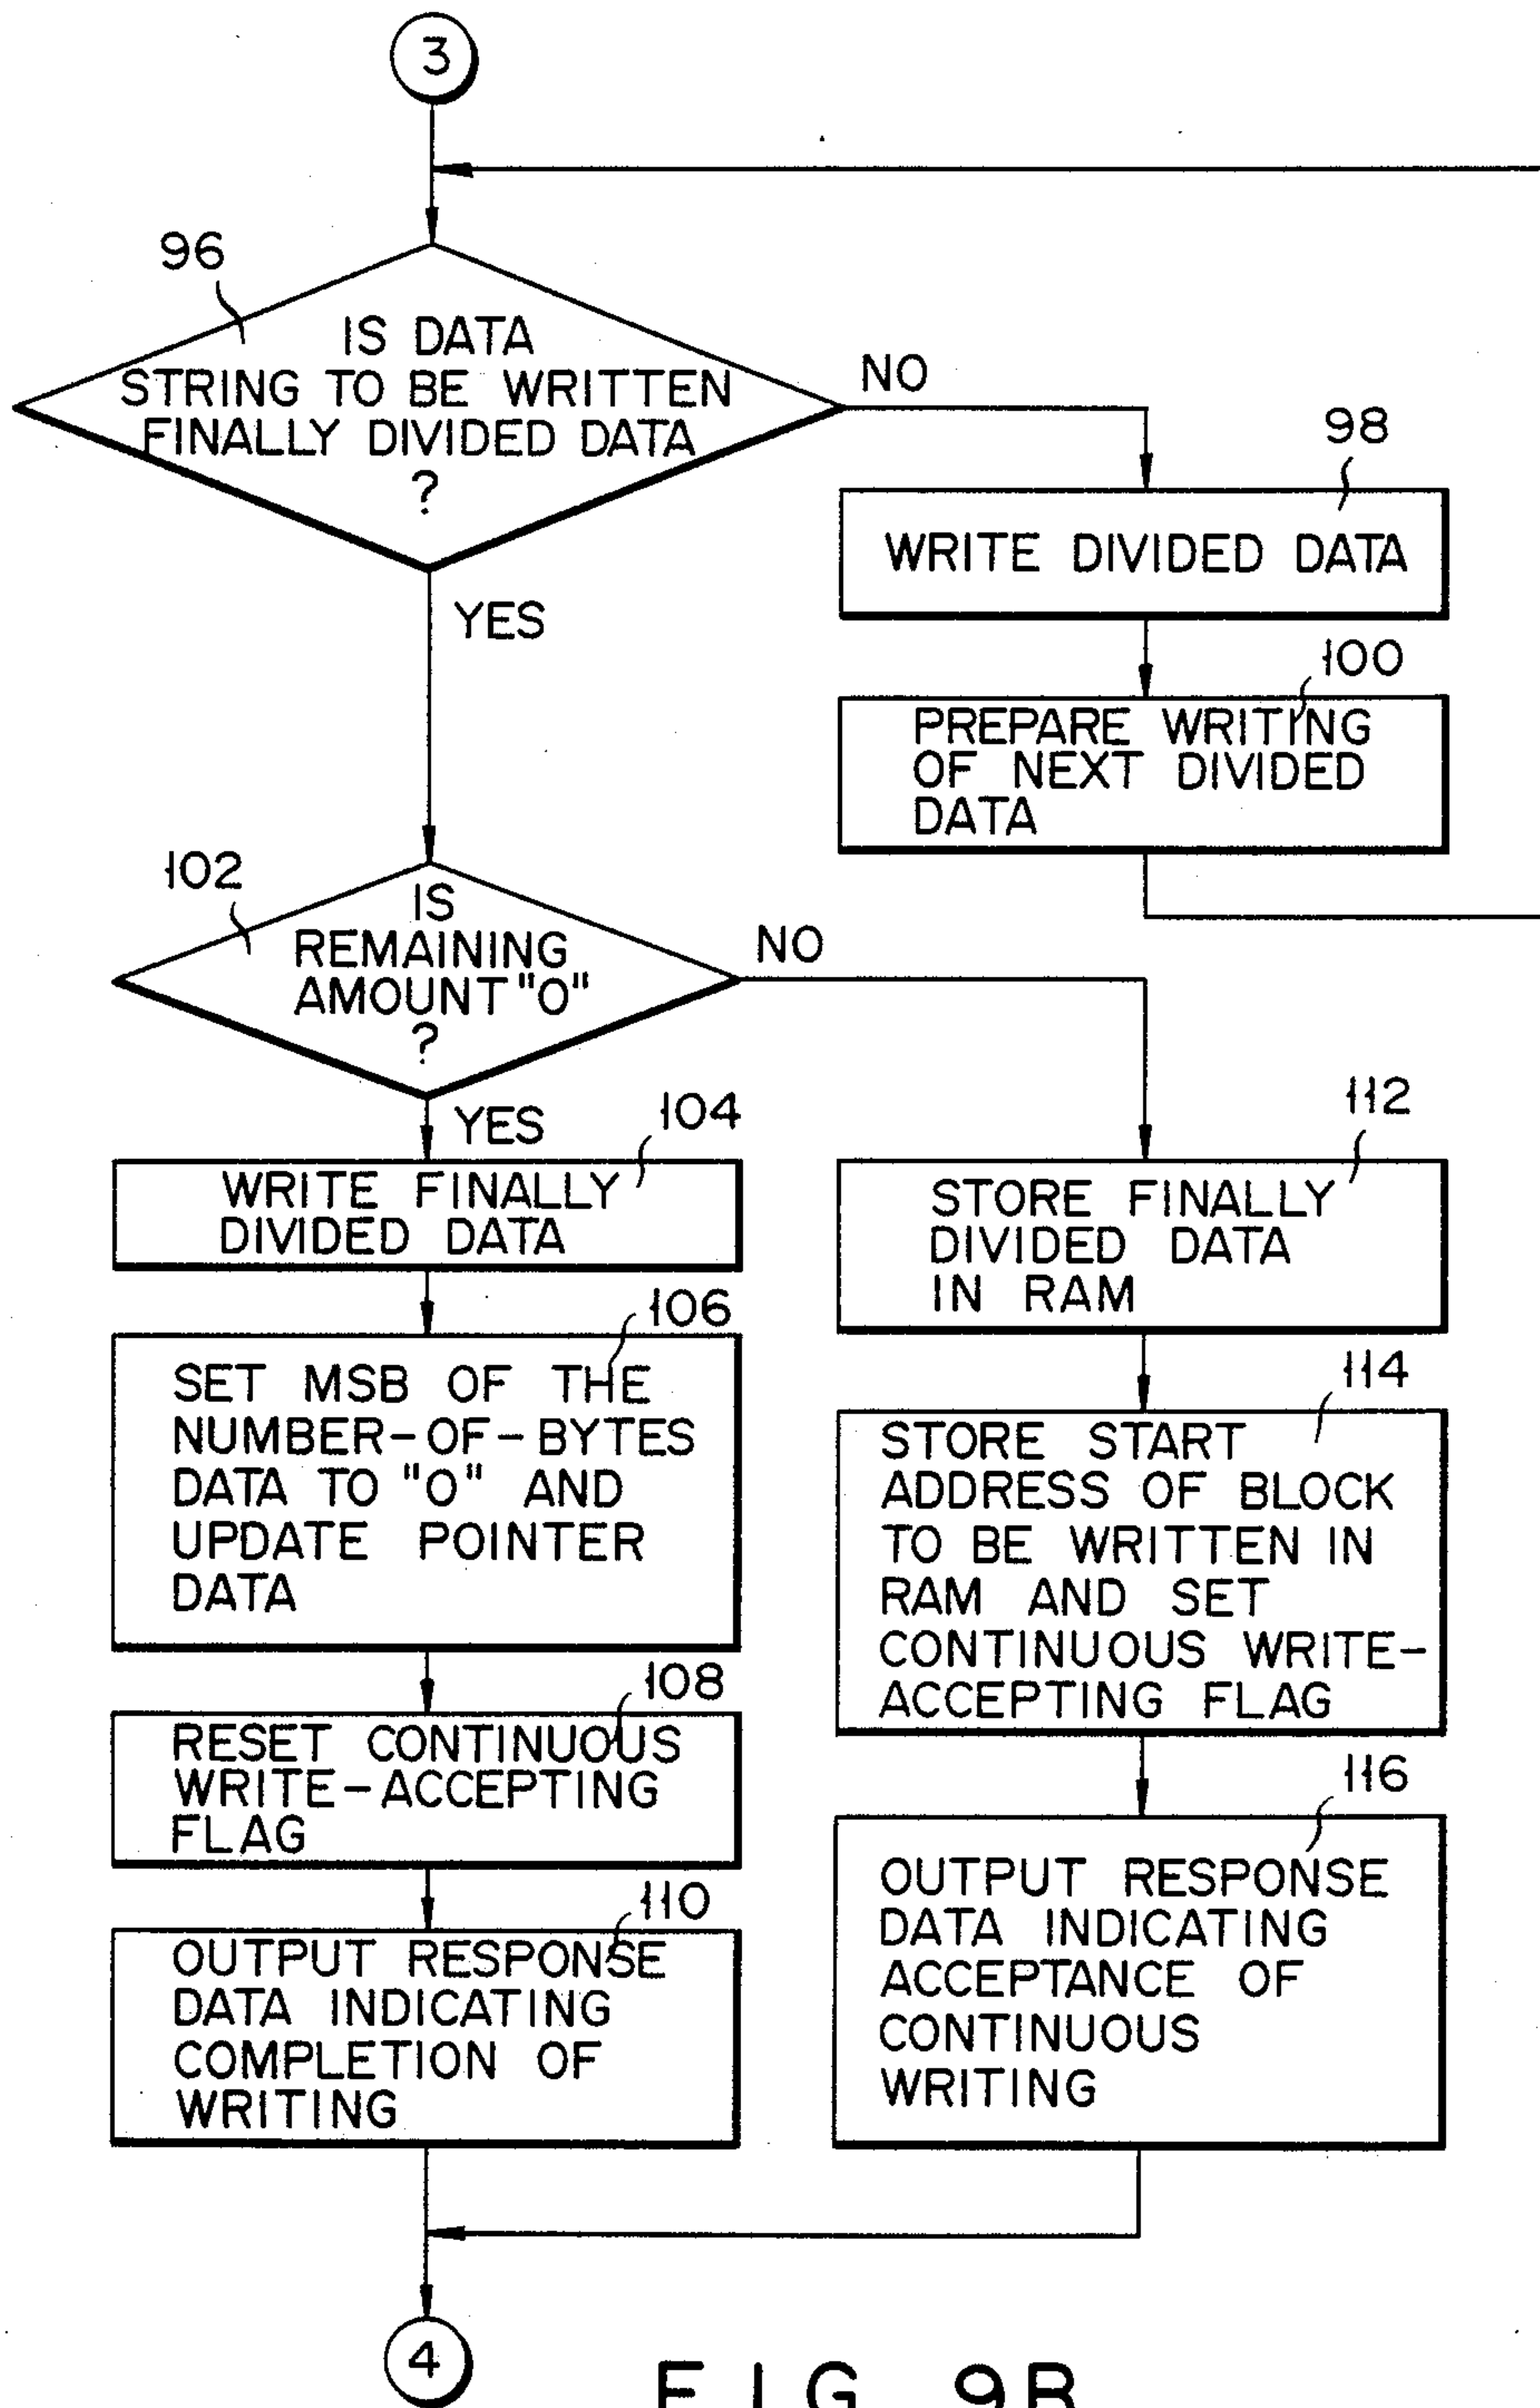 3
96
IS DATA
STRING TO BE WRITTEN
FINALLY DIVIDED DATA
?
NO
98
WRITE DIVIDED DATA
YES
100
PREPARE WRITING
OF NEXT DIVIDED
DATA
102
IS
REMAINING
AMOUNT "0"
?
NO
YES
104
WRITE FINALLY
DIVIDED DATA
112
STORE FINALLY
DIVIDED DATA
IN RAM
106
SET MSB OF THE
NUMBER-OF-BYTES
DATA TO "0" AND
UPDATE POINTER
DATA
114
STORE START
ADDRESS OF BLOCK
TO BE WRITTEN IN
RAM AND SET
CONTINUOUS WRITE-
ACCEPTING FLAG
108
RESET CONTINUOUS
WRITE-ACCEPTING
FLAG
116
OUTPUT RESPONSE
DATA INDICATING
ACCEPTANCE OF
CONTINUOUS
WRITING
110
OUTPUT RESPONSE
DATA INDICATING
COMPLETION OF
WRITING
4
FIG. 9B